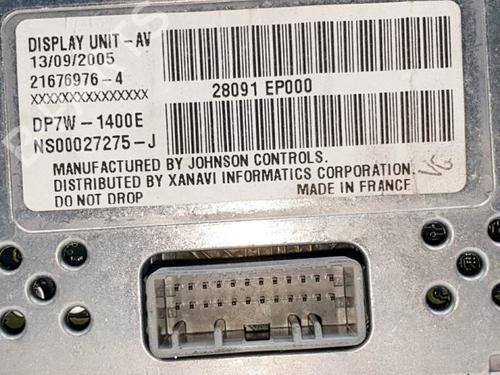 DISPLAY UNIT-AV
13/09/2005
21676976-4
XXXXXXXXXXXXXXX
28091 EP000
DP7W-1400E
NS00027275-J
MANUFACTURED BY JOHNSON CONTROLS.
DISTRIBUTED BY XANAVI INFORMATICS CORPORATION.
DO NOT DROP
MADE IN FRANCE